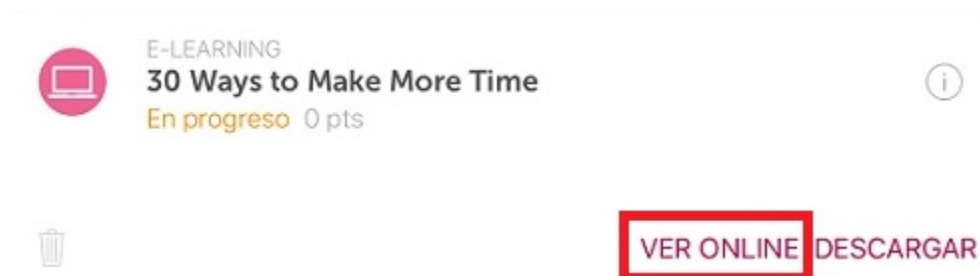 E-LEARNING
30 Ways to Make More Time
En progreso 0 pts
VER ONLINE DESCARGAR